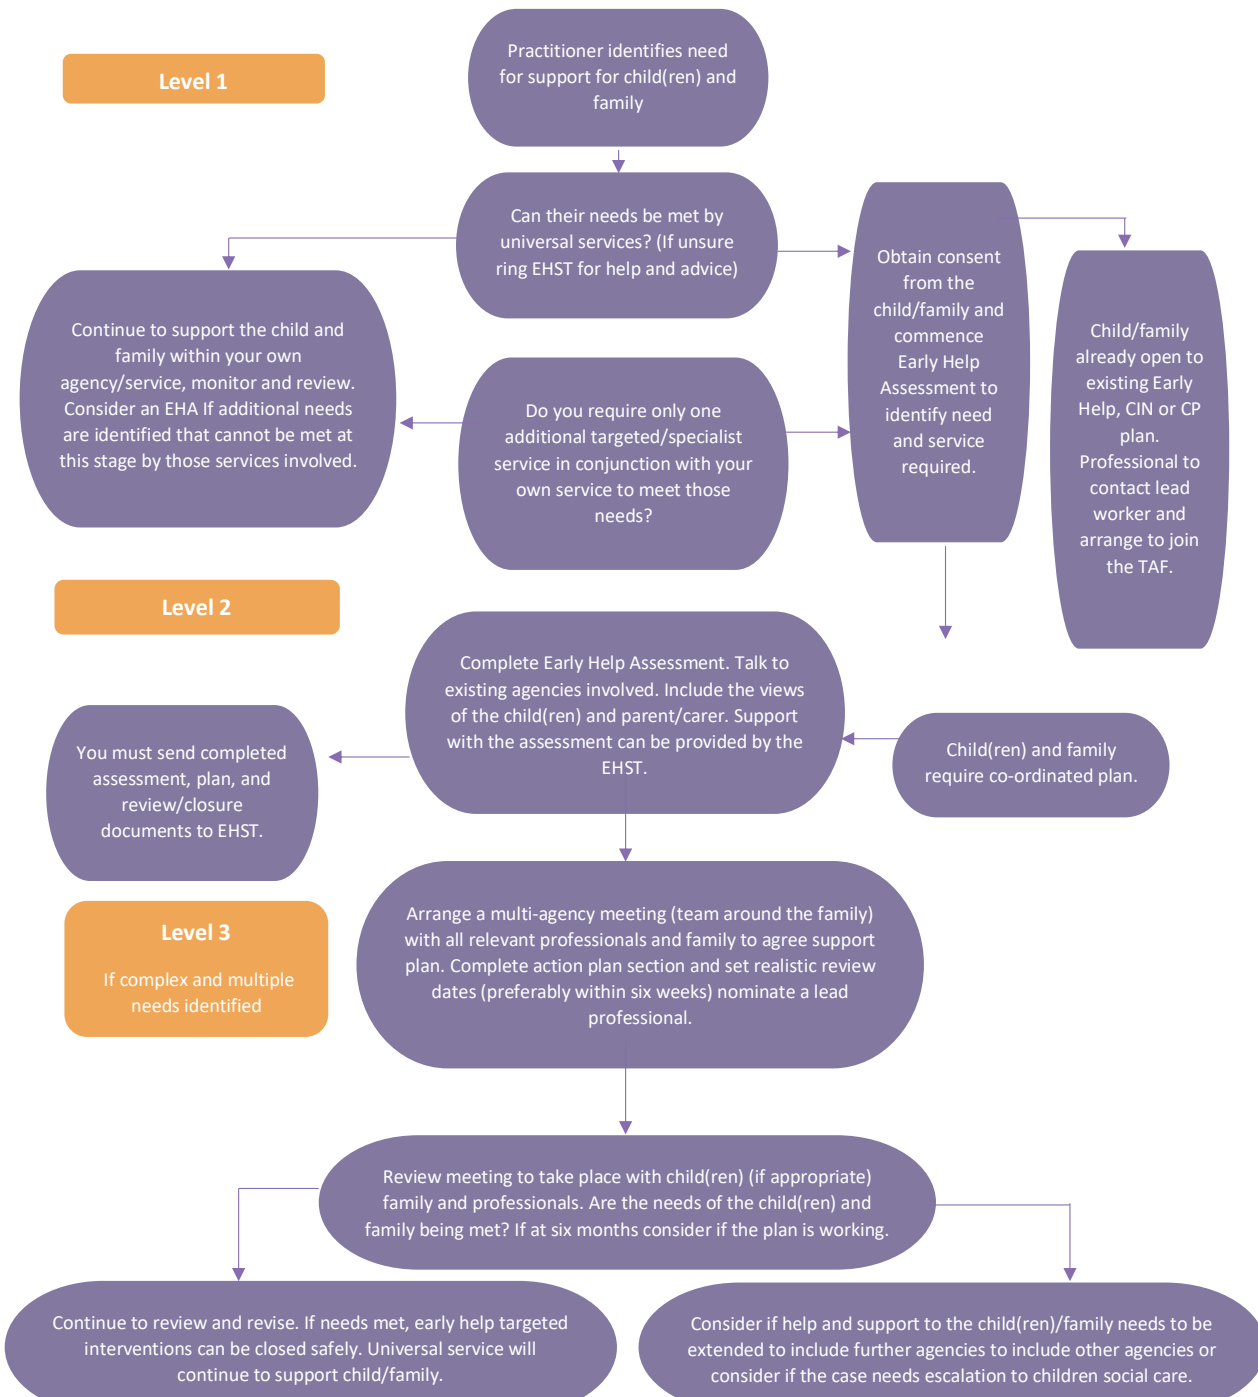 Level 1
Practitioner identifies need
for support for child(ren) and
family
Can their needs be met by
universal services? (If unsure
ring EHST for help and advice)
Obtain consent
from the
child/family and
commence
Early Help
Assessment to
identify need
and service
required.
Child/family
already open to
existing Early
Help, CIN or CP
plan.
Professional to
contact lead
worker and
arrange to join
the TAF.
Continue to support the child and
family within your own
agency/service, monitor and review.
Consider an EHA If additional needs
are identified that cannot be met at
this stage by those services involved.
Do you require only one
additional targeted/specialist
service in conjunction with your
own service to meet those
needs?
Level 2
Complete Early Help Assessment. Talk to
existing agencies involved. Include the views
of the child(ren) and parent/carer. Support
with the assessment can be provided by the
EHST.
Child(ren) and family
require co-ordinated plan.
You must send completed
assessment, plan, and
review/closure
documents to EHST.
Level 3
If complex and multiple
needs identified
Arrange a multi-agency meeting (team around the family)
with all relevant professionals and family to agree support
plan. Complete action plan section and set realistic review
dates (preferably within six weeks) nominate a lead
professional.
Review meeting to take place with child(ren) (if appropriate)
family and professionals. Are the needs of the child(ren) and
family being met? If at six months consider if the plan is working.
Continue to review and revise. If needs met, early help targeted
interventions can be closed safely. Universal service will
continue to support child/family.
Consider if help and support to the child(ren)/family needs to be
extended to include further agencies to include other agencies or
consider if the case needs escalation to children social care.